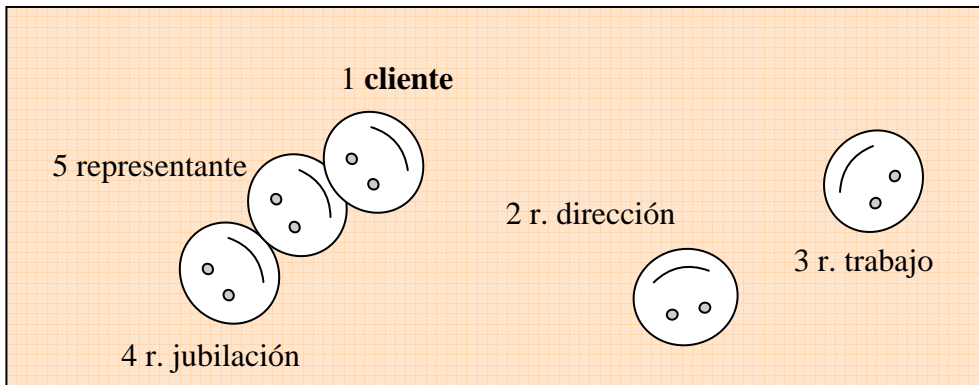 1 cliente
5 representante
2 r. dirección
3 r. trabajo
4 r. jubilación